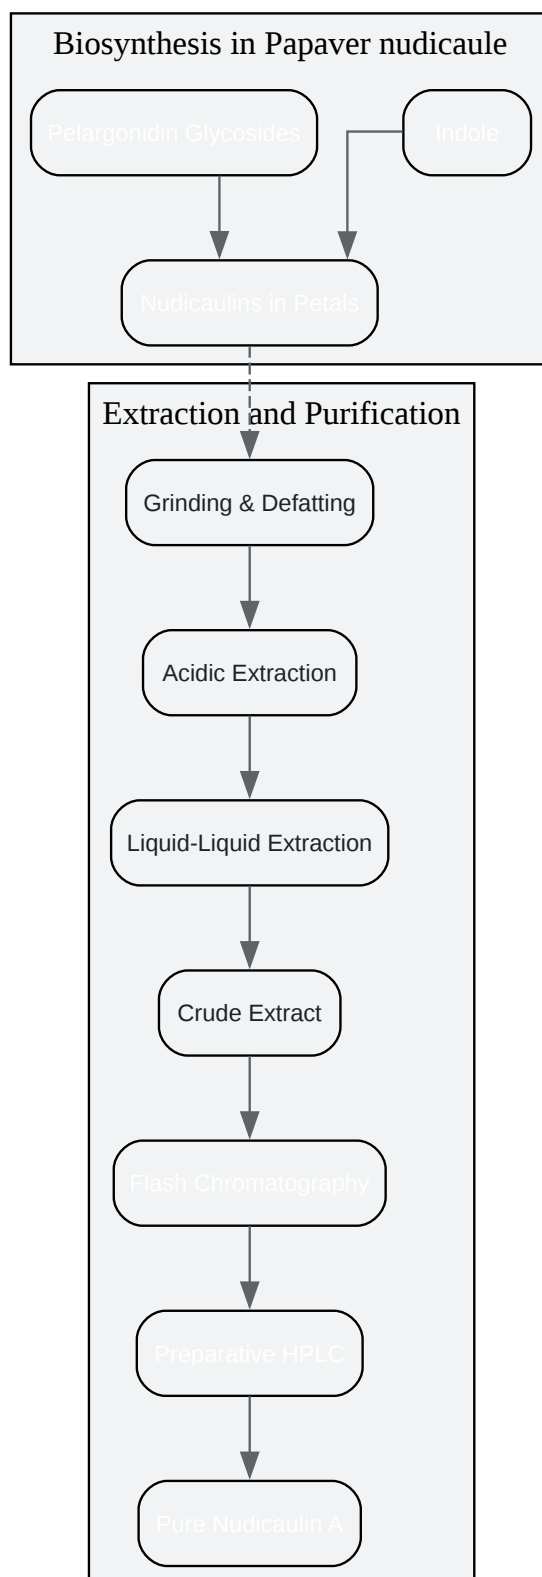 Biosynthesis in Papaver nudicaule
Pelargonidin Glycosides
Indole
Nudicaulins in Petals
Extraction and Purification
Grinding & Defatting
Acidic Extraction
Liquid-Liquid Extraction
Crude Extract
Flash Chromatography
Preparative HPLC
Pure Nudicaulin A